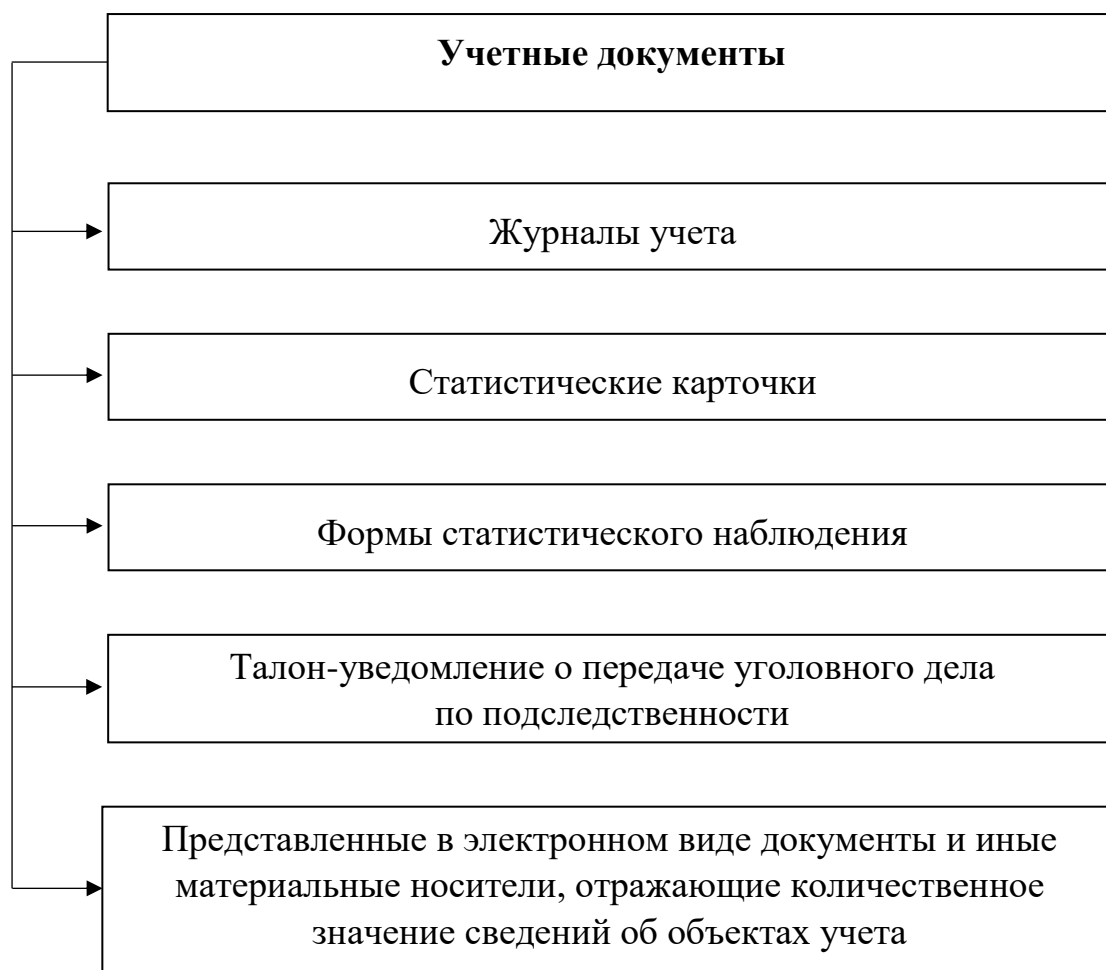 Учетные документы
Журналы учета
Статистические карточки
Формы статистического наблюдения
Талон-уведомление о передаче уголовного дела
по подследственности
Представленные в электронном виде документы и иные
материальные носители, отражающие количественное
значение сведений об объектах учета